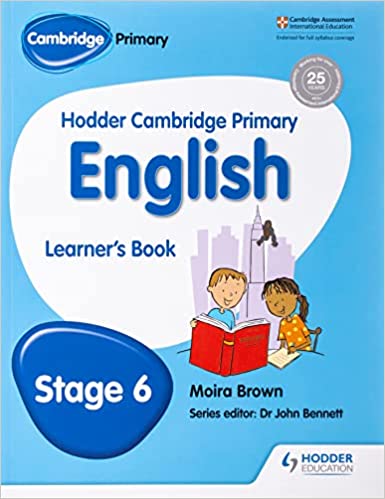 Cambridge Primary
Cambridge Assessment
International Education
Endorsed for full syllabus coverage
25
YEARS
Hodder Cambridge Primary
English
Learner's Book
Stage 6
Moira Brown
Series editor: Dr John Bennett
HODDER
EDUCATION